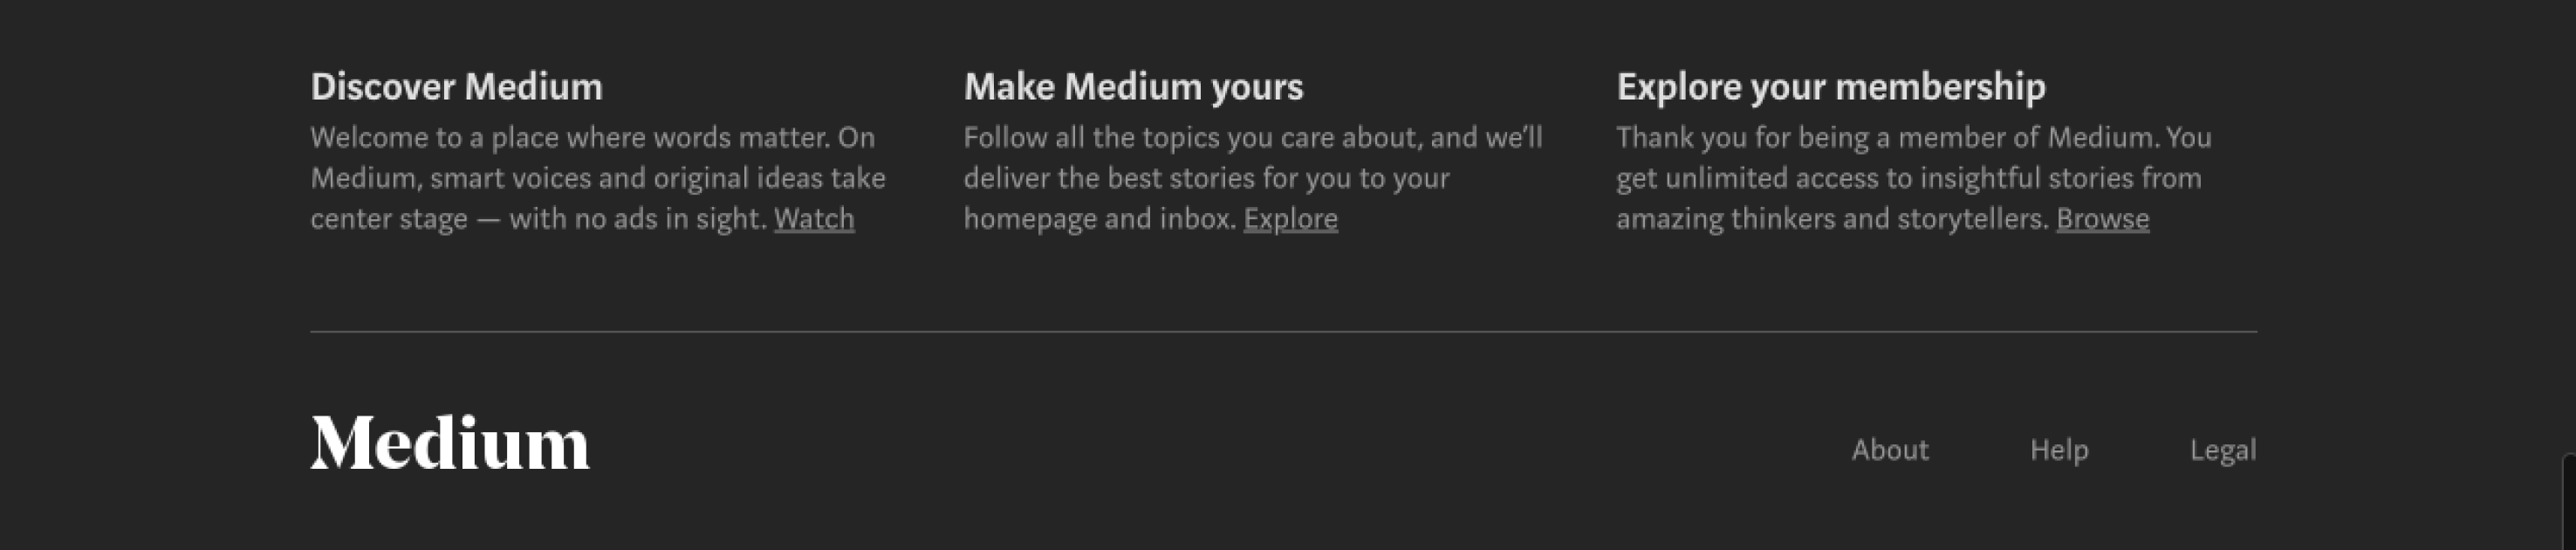 Discover Medium
Welcome to a place where words matter. On
Medium, smart voices and original ideas take
center stage — with no ads in sight. Watch
Make Medium yours
Follow all the topics you care about, and we’ll
deliver the best stories for you to your
homepage and inbox. Explore
Explore your membership
Thank you for being a member of Medium. You
get unlimited access to insightful stories from
amazing thinkers and storytellers. Browse
Medium
About
Help
Legal